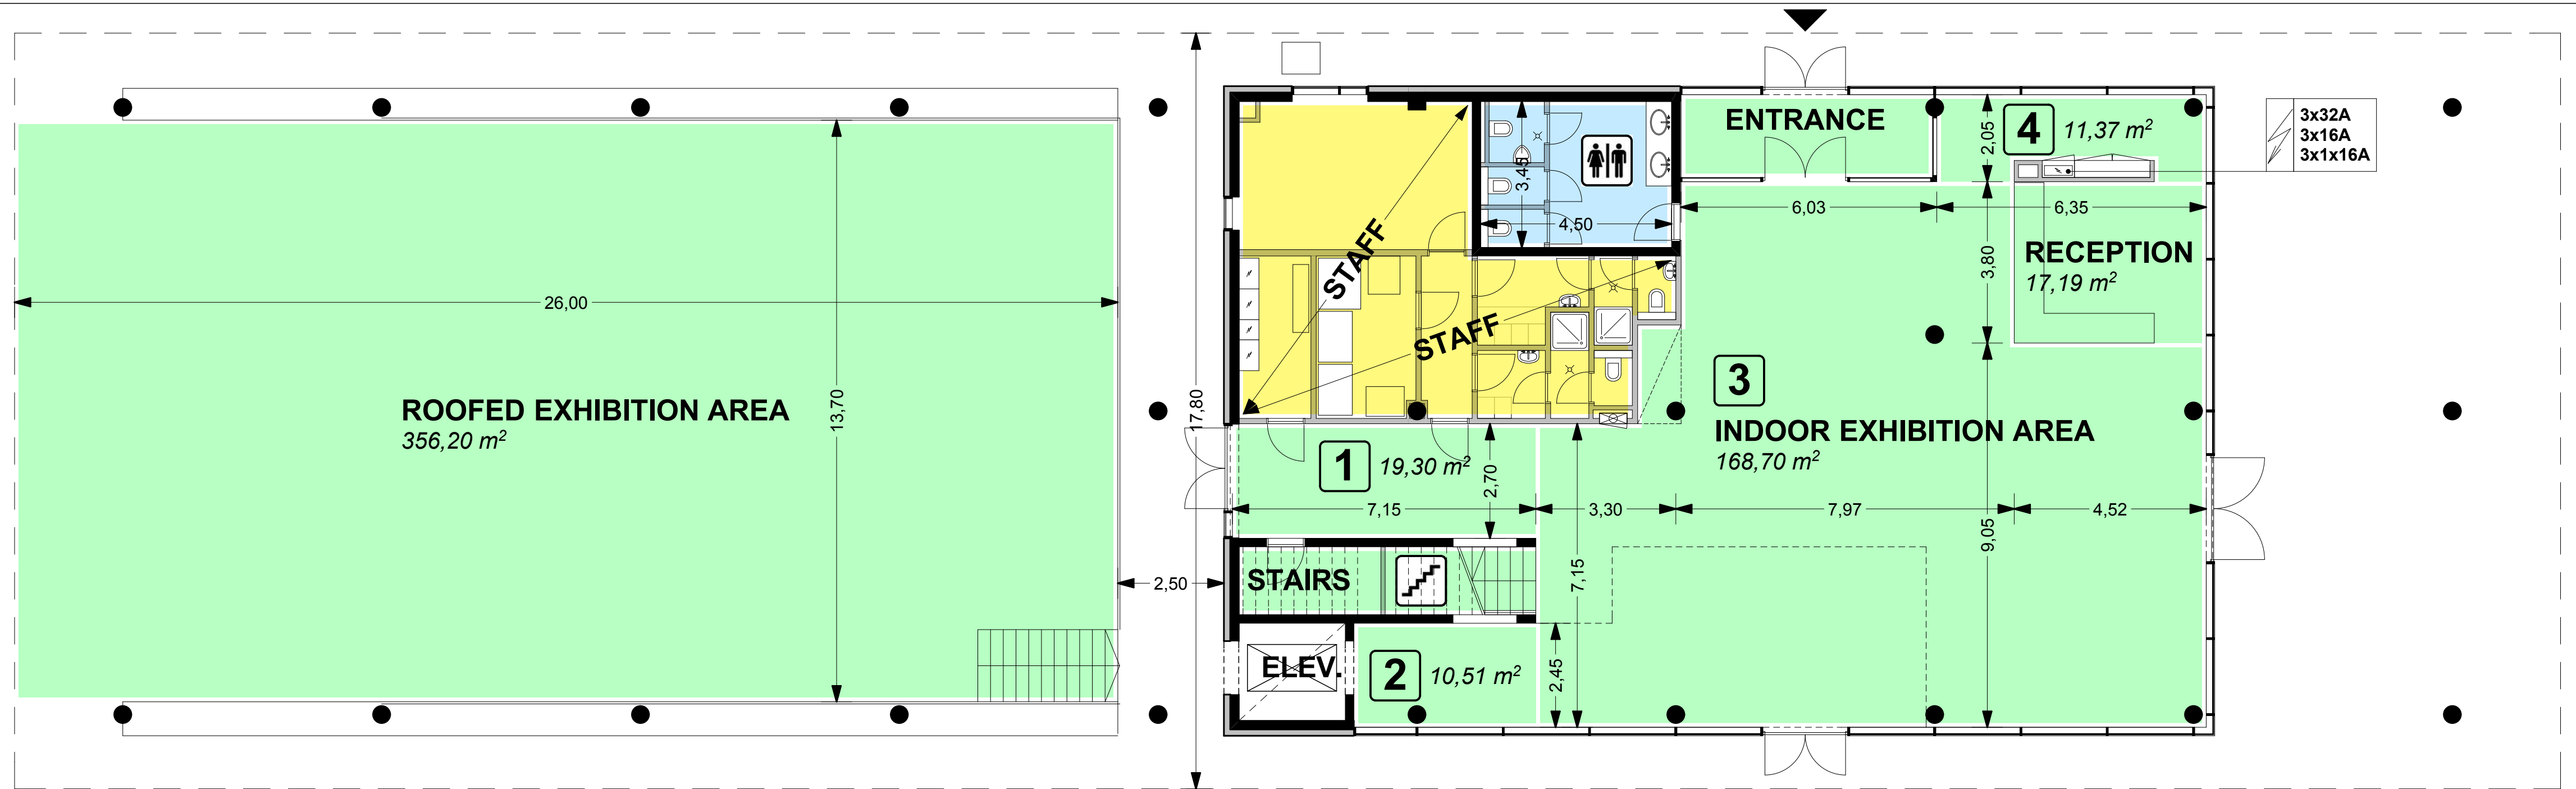 ENTRANCE
4 11,37 m²
3x32A
3x16A
3x1x16A
2,05
3,45
4,50
6,03
6,35
STAFF
3,80
RECEPTION
17,19 m²
26,00
STAFF
ROOFED EXHIBITION AREA
356,20 m²
13,70
17,80
3
INDOOR EXHIBITION AREA
168,70 m²
1 19,30 m²
2,70
7,15
3,30
7,97
4,52
9,05
2,50
STAIRS
7,15
ELEV.
2 10,51 m²
2,45